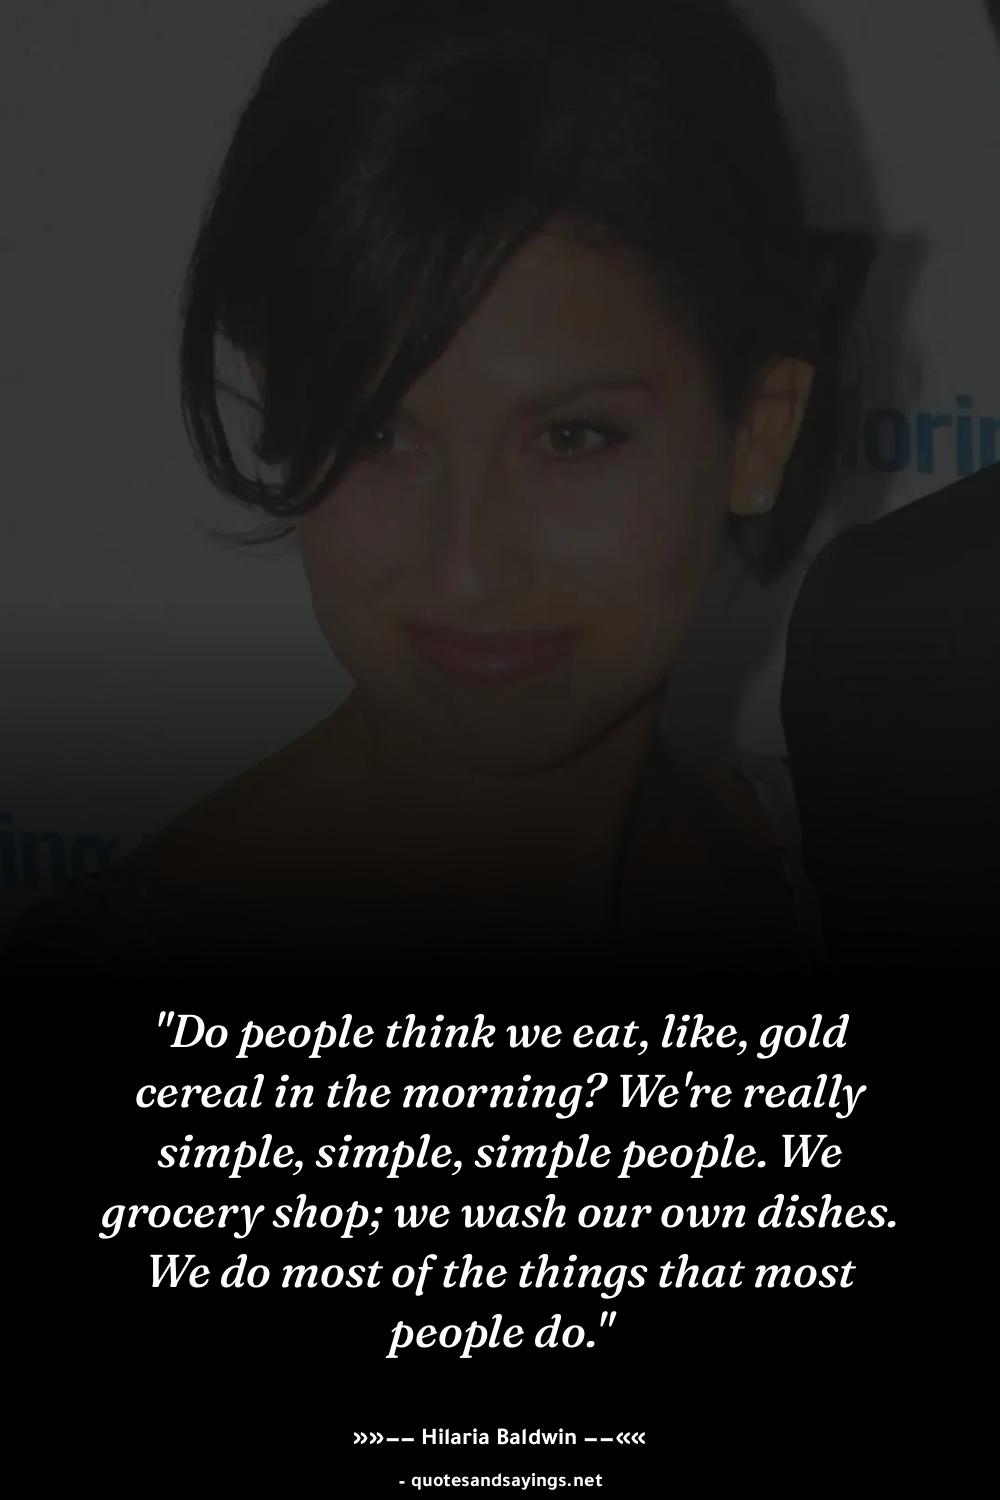 lorin
ing
"Do people think we eat, like, gold
cereal in the morning? We're really
simple, simple, simple people. We
grocery shop; we wash our own dishes.
We do most of the things that most
people do."
»»−− Hilaria Baldwin −−««
- quotesandsayings.net